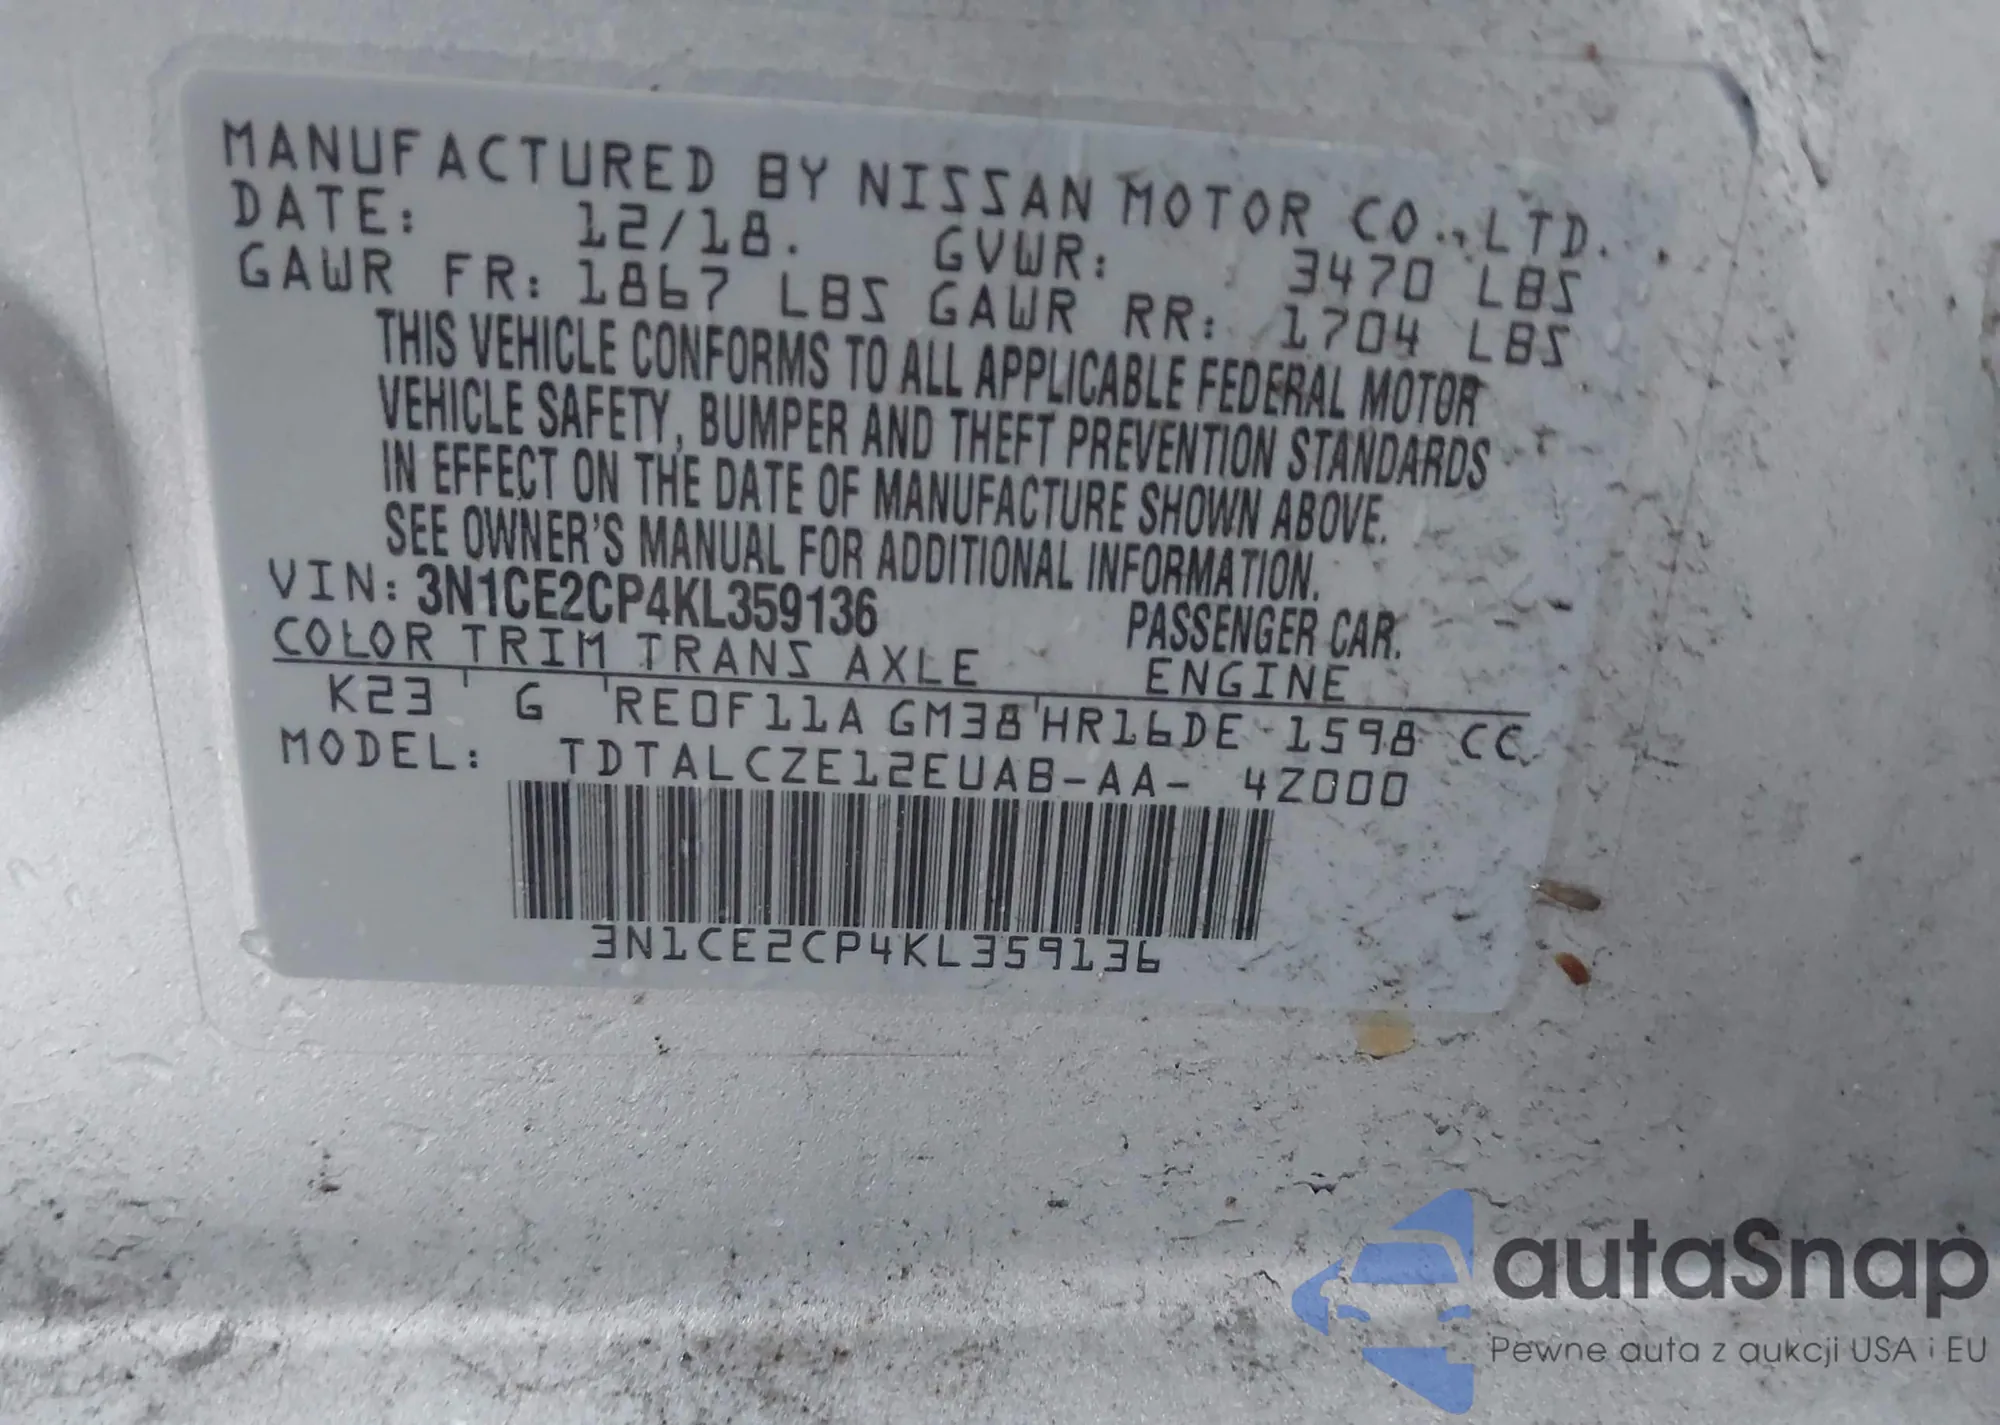 MANUFACTURED BY NISSAN MOTOR CO.,LTD.
DATE: 12/18. GVWR: 3470 LBS
GAWR FR: 1867 LBS GAWR RR: 1704 LBS
THIS VEHICLE CONFORMS TO ALL APPLICABLE FEDERAL MOTOR
VEHICLE SAFETY, BUMPER AND THEFT PREVENTION STANDARDS
IN EFFECT ON THE DATE OF MANUFACTURE SHOWN ABOVE.
SEE OWNER'S MANUAL FOR ADDITIONAL INFORMATION.
VIN: 3N1CE2CP4KL359136 PASSENGER CAR.
COLOR TRIM TRANS AXLE ENGINE
K23 G RE0F11A GM38 HR16DE 1598 CC
MODEL: TDTALCZE12EUAB-AA- 4Z000
3N1CE2CP4KL359136
autaSnap
Pewne auta z aukcji USA i EU